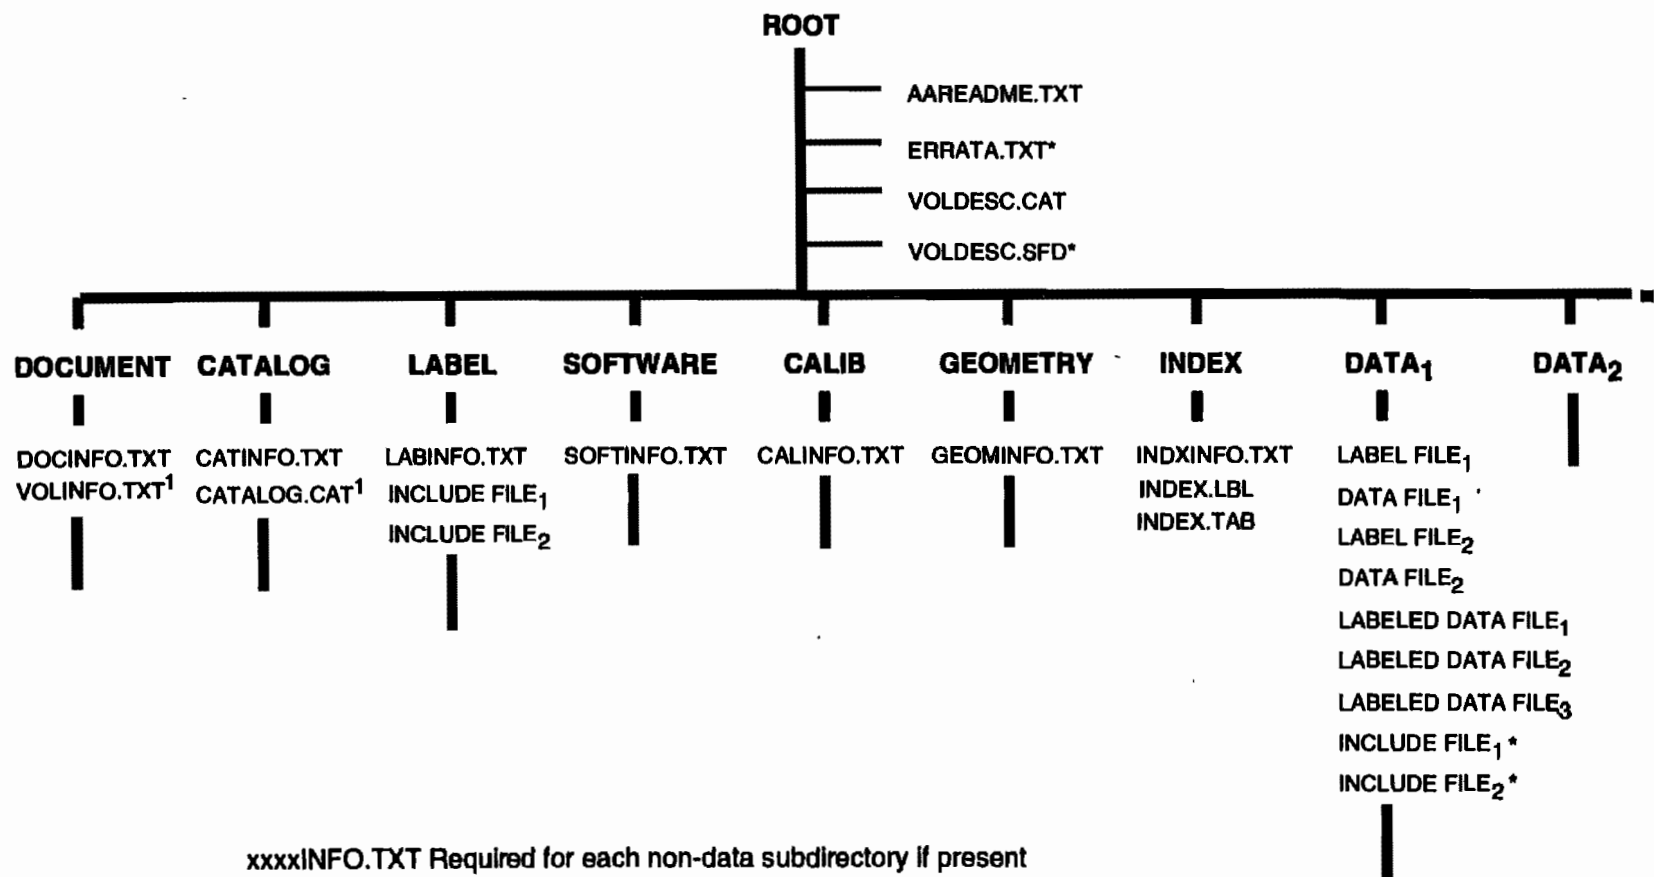 ROOT
AAREADME.TXT
ERRATA.TXT*
VOLDESC.CAT
VOLDESC.SFD*
DOCUMENT
DOCINFO.TXT
VOLINFO.TXT¹
CATALOG
CATINFO.TXT
CATALOG.CAT¹
LABEL
LABINFO.TXT
INCLUDE FILE₁
INCLUDE FILE₂
SOFTWARE
SOFTINFO.TXT
CALIB
CALINFO.TXT
GEOMETRY
GEOMINFO.TXT
INDEX
INDXINFO.TXT
INDEX.LBL
INDEX.TAB
DATA₁
LABEL FILE₁
DATA FILE₁
LABEL FILE₂
DATA FILE₂
LABELED DATA FILE₁
LABELED DATA FILE₂
LABELED DATA FILE₃
INCLUDE FILE₁*
INCLUDE FILE₂*
DATA₂
xxxxINFO.TXT Required for each non-data subdirectory if present